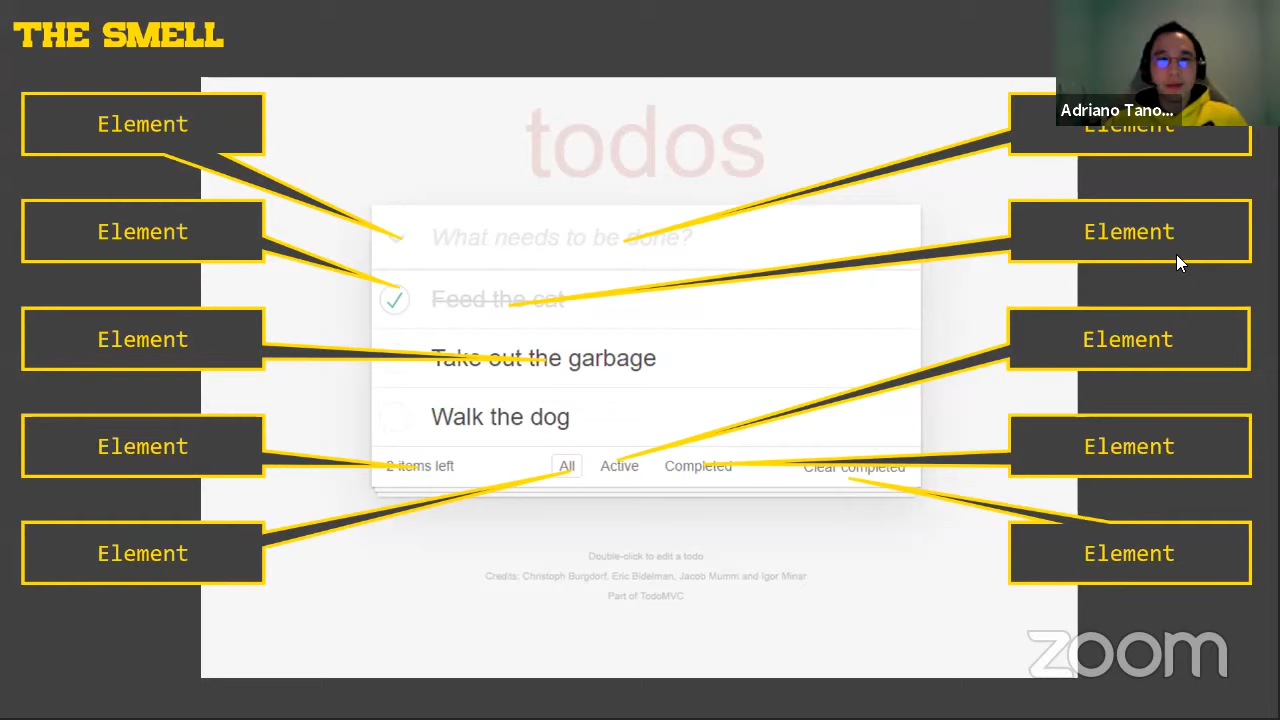 THE SMELL
Adriano Tano...
Element
Element
Element
Element
Element
Element
Element
Element
Element
Element
todos
What needs to be done?
Feed the cat
Take out the garbage
Walk the dog
2 items left
All
Active
Completed
Clear completed
Double-click to edit a todo
Credits: Christoph Burgdorf, Eric Bidelman, Jacob Mumm and Igor Minar
Part of TodoMVC
zoom